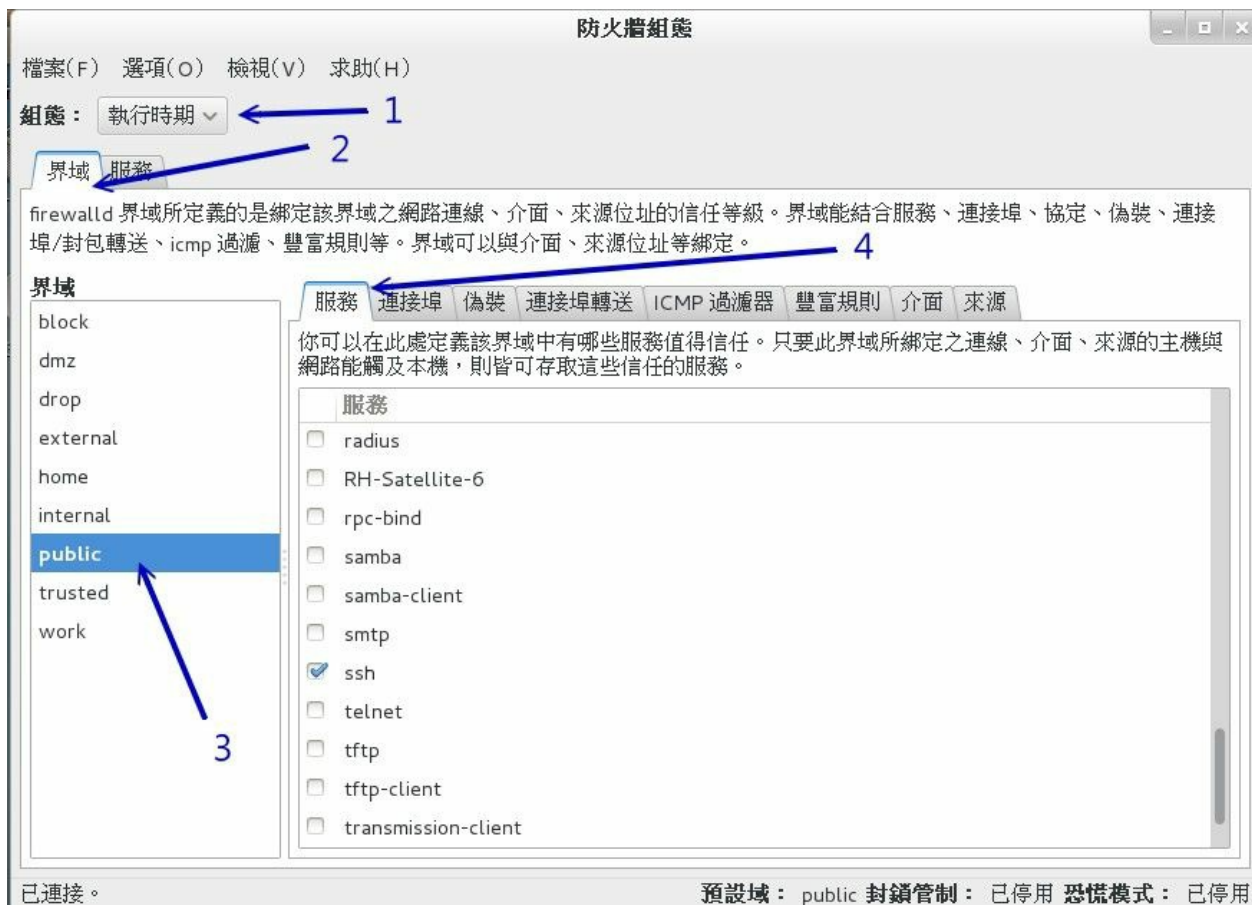 防火牆組態
檔案(F) 選項(O) 檢視(V) 求助(H)
組態： 執行時期
1
2
界域 服務
firewalld 界域所定義的是綁定該界域之網路連線、介面、來源位址的信任等級。界域能結合服務、連接埠、協定、偽裝、連接
埠/封包轉送、icmp 過濾、豐富規則等。界域可以與介面、來源位址等綁定。
4
界域
block
dmz
drop
external
home
internal
public
trusted
work
3
服務 連接埠 偽裝 連接埠轉送 ICMP 過濾器 豐富規則 介面 來源
你可以在此處定義該界域中有哪些服務值得信任。只要此界域所綁定之連線、介面、來源的主機與
網路能觸及本機，則皆可存取這些信任的服務。
服務
radius
RH-Satellite-6
rpc-bind
samba
samba-client
smtp
ssh
telnet
tftp
tftp-client
transmission-client
已連接。
預設域： public 封鎖管制： 已停用 恐慌模式： 已停用